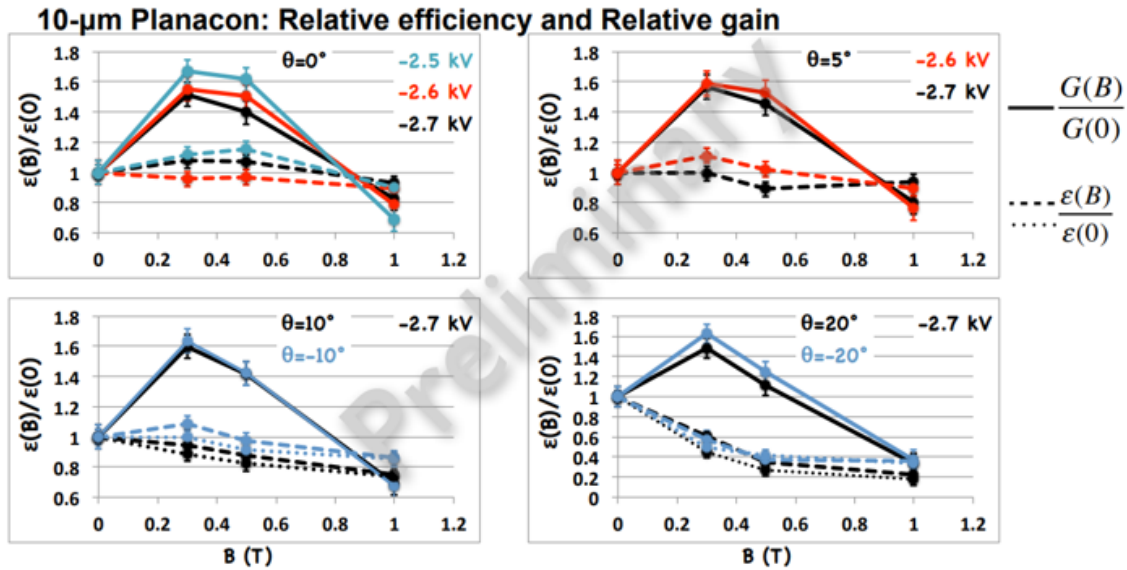 10-µm Planacon: Relative efficiency and Relative gain
ε(B)/ε(0)
1.8
1.6
1.4
1.2
1
0.8
0.6
0 0.2 0.4 0.6 0.8 1 1.2
θ=0°
-2.5 kV
-2.6 kV
-2.7 kV
ε(B)/ε(0)
1.8
1.6
1.4
1.2
1
0.8
0.6
0 0.2 0.4 0.6 0.8 1 1.2
θ=5°
-2.6 kV
-2.7 kV
G(B)
G(0)
ε(B)
ε(0)
ε(B)/ε(0)
1.8
1.6
1.4
1.2
1
0.8
0.6
0 0.2 0.4 0.6 0.8 1 1.2
θ=10° -2.7 kV
θ=-10°
B (T)
ε(B)/ε(0)
1.8
1.6
1.4
1.2
1
0.8
0.6
0.4
0.2
0
0 0.2 0.4 0.6 0.8 1 1.2
θ=20° -2.7 kV
θ=-20°
B (T)
Preliminary